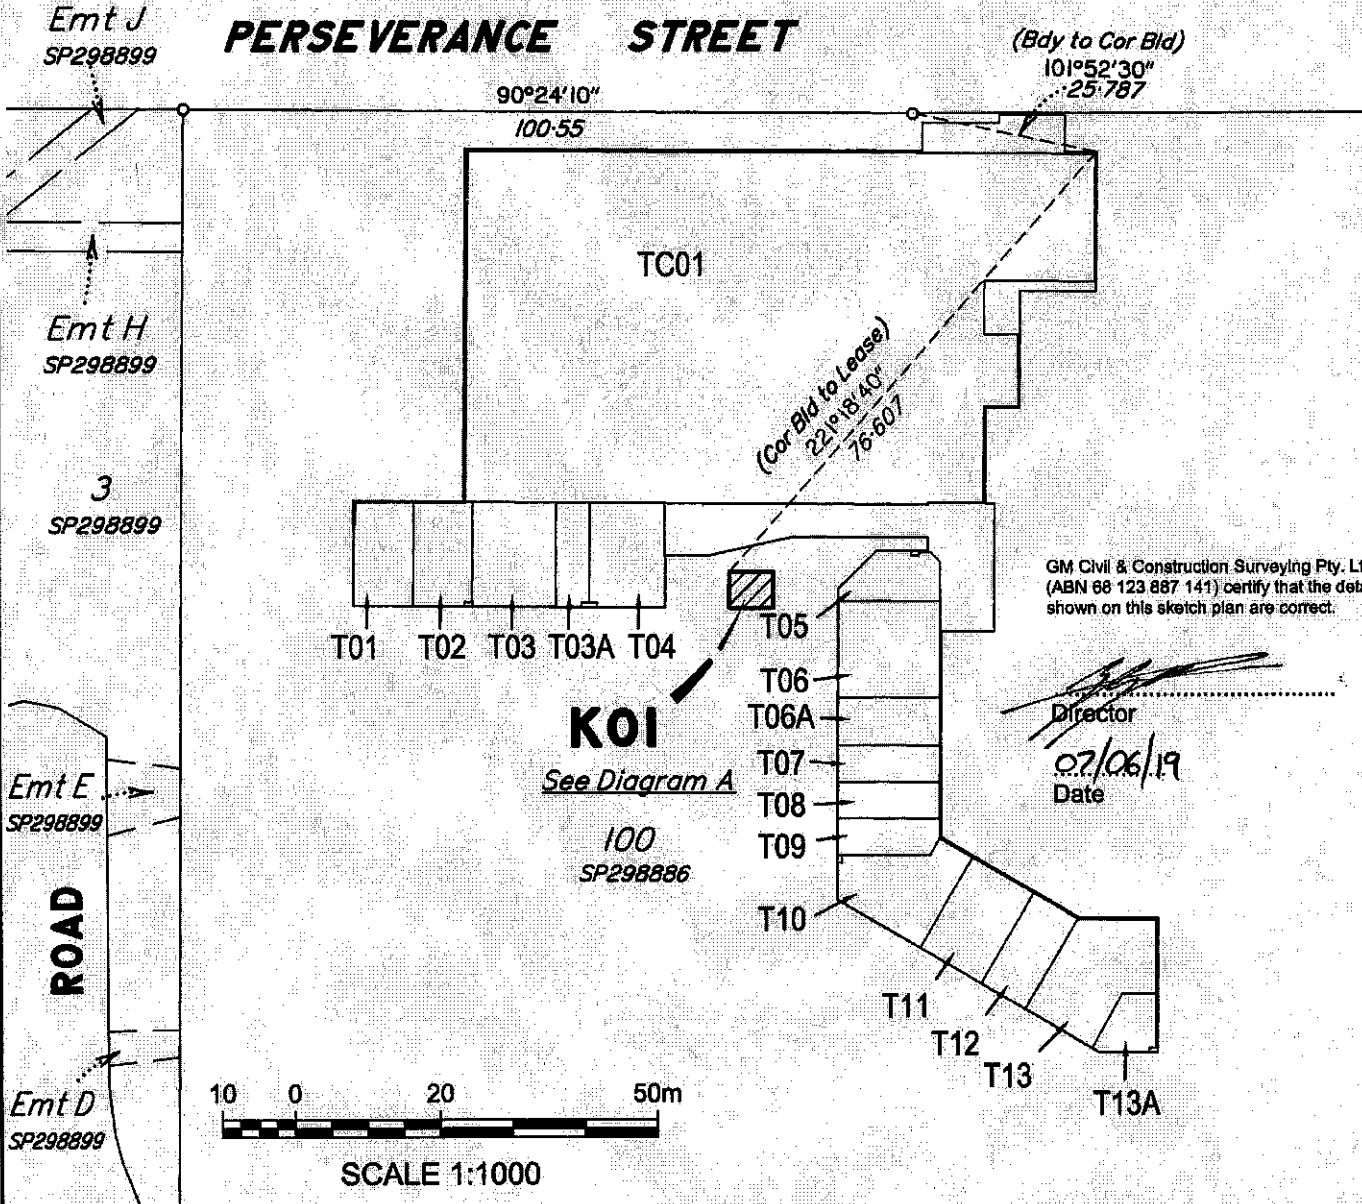 Emt J
SP298899
PERSEVERANCE STREET
(Bdy to Cor Bld)
101°52'30"
25·787
90°24'10"
100·55
TC01
Emt H
SP298899
(Cor Bld to Lease)
221°18'40"
76·607
3
SP298899
GM Civil & Construction Surveying Pty. Lt
(ABN 68 123 887 141) certify that the deta
shown on this sketch plan are correct.
T01
T02
T03
T03A
T04
T05
T06
T06A
T07
T08
T09
T10
T11
T12
T13
T13A
K01
See Diagram A
100
SP298886
Director
07/06/19
Date
Emt E
SP298899
ROAD
Emt D
SP298899
10 0 20 50m
SCALE 1:1000